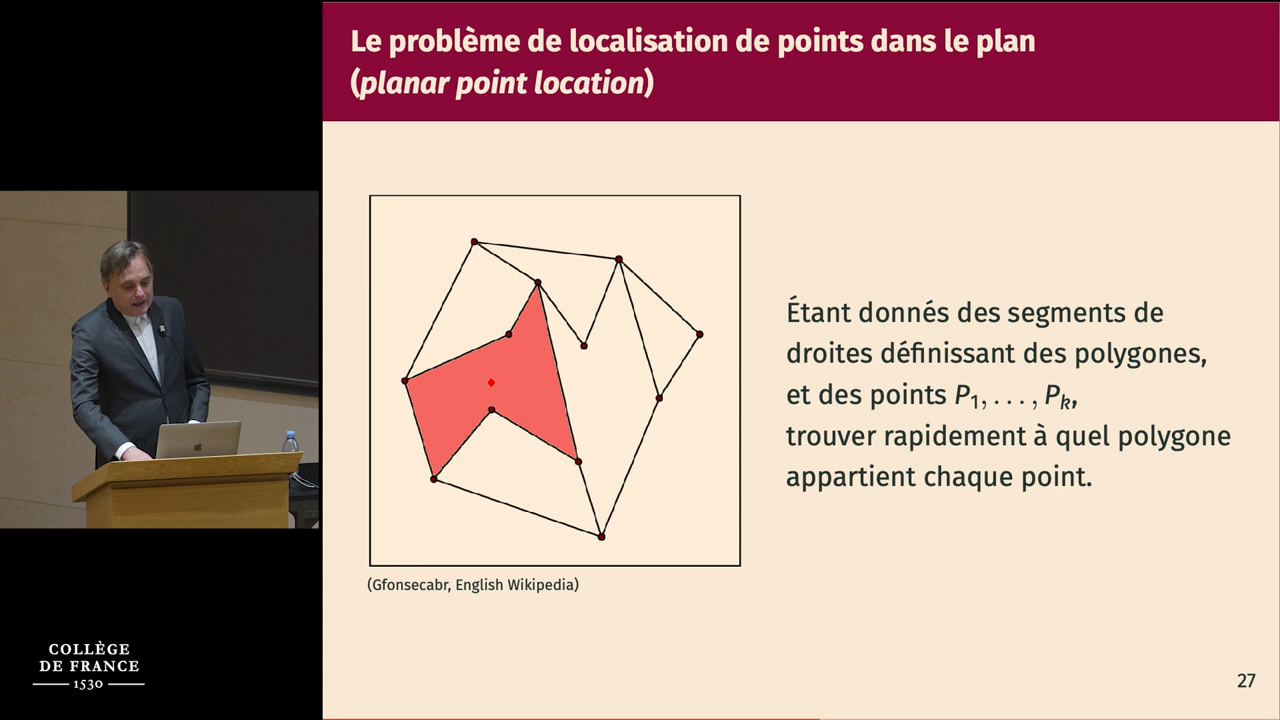 Le problème de localisation de points dans le plan
(planar point location)
Étant donnés des segments de
droites définissant des polygones,
et des points P₁, . . . , Pₖ,
trouver rapidement à quel polygone
appartient chaque point.
(Gfonsecabr, English Wikipedia)
COLLÈGE
DE FRANCE
1530
27